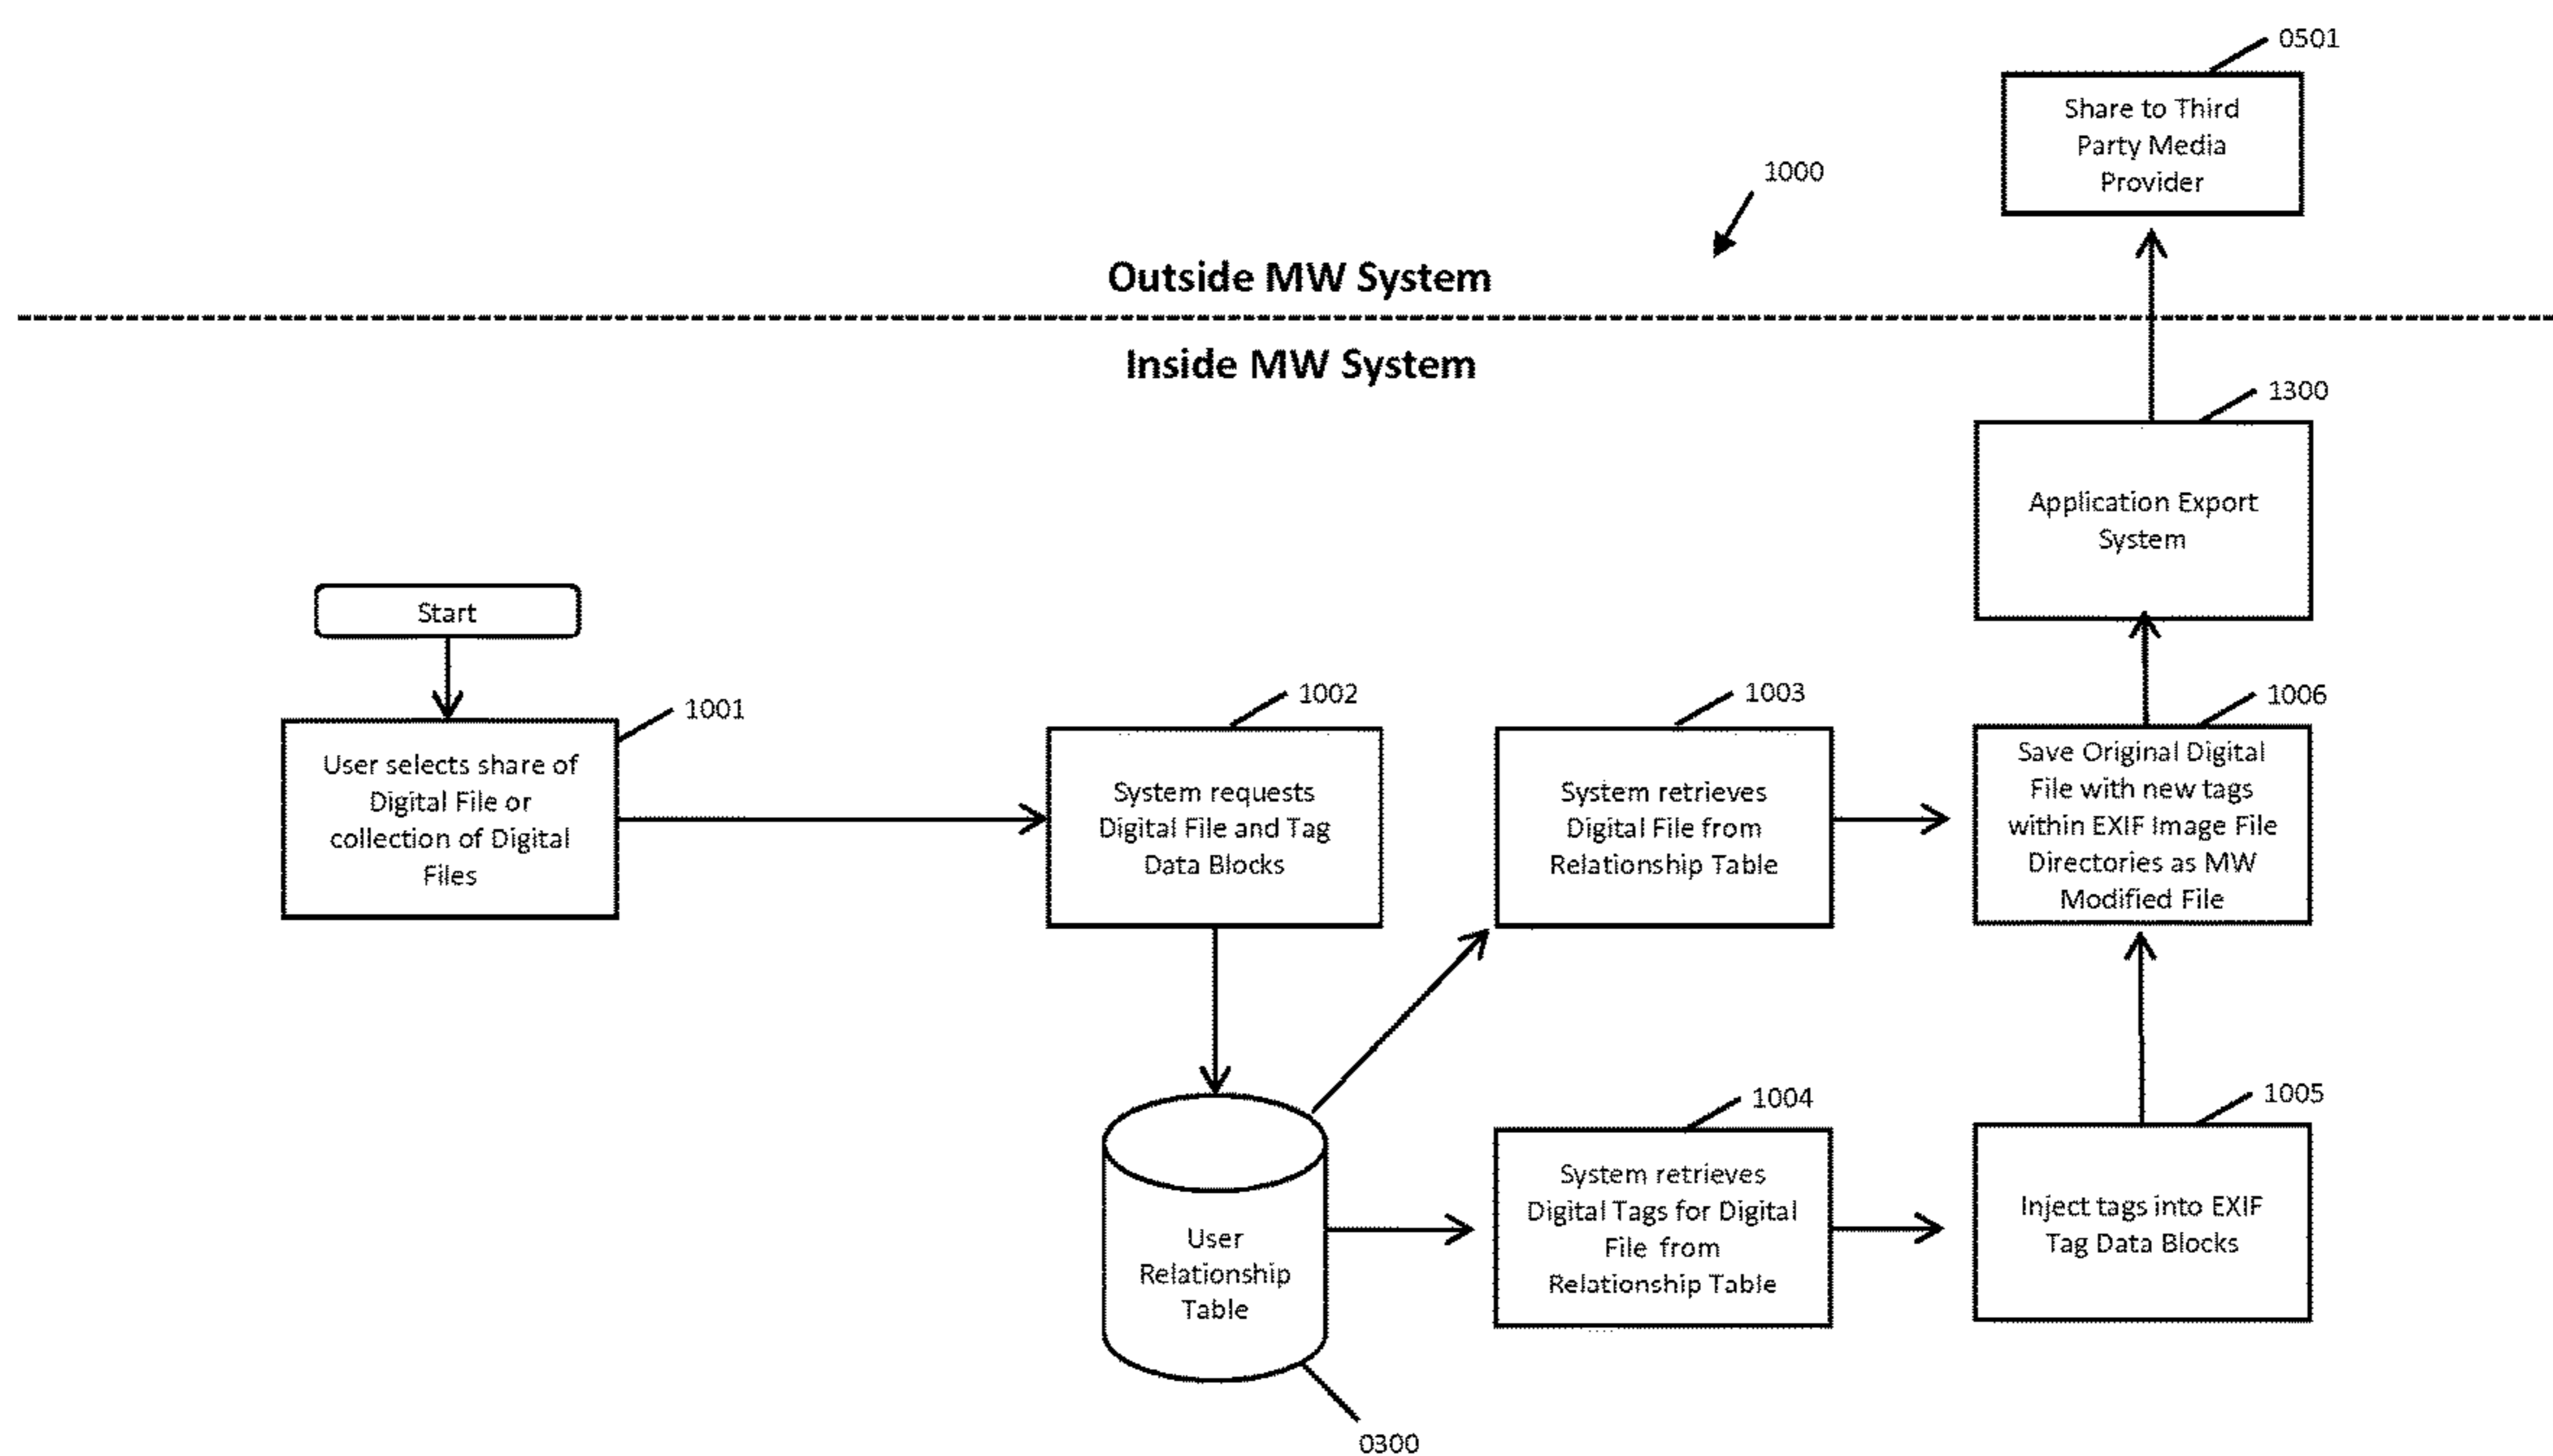 0501
Share to Third
Party Media
Provider
1000
Outside MW System
Inside MW System
1300
Application Export
System
Start
1001
User selects share of
Digital File or
collection of Digital
Files
1002
System requests
Digital File and Tag
Data Blocks
1003
System retrieves
Digital File from
Relationship Table
1006
Save Original Digital
File with new tags
within EXIF Image File
Directories as MW
Modified File
User
Relationship
Table
0300
1004
System retrieves
Digital Tags for Digital
File from
Relationship Table
1005
Inject tags into EXIF
Tag Data Blocks